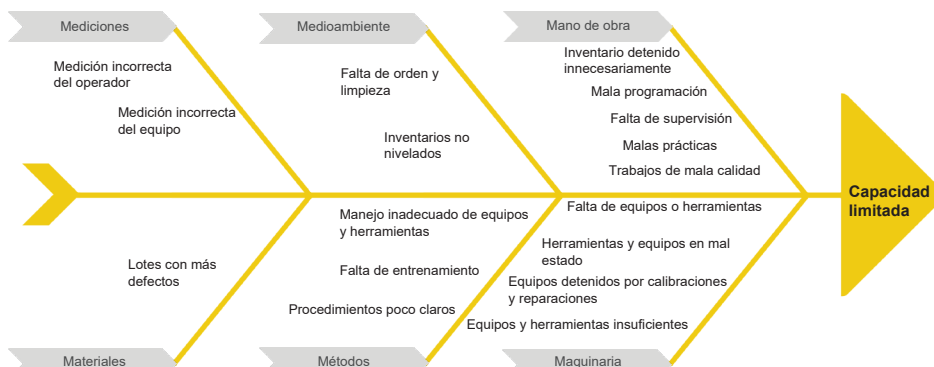 Mediciones
Medioambiente
Mano de obra
Medición incorrecta
del operador
Medición incorrecta
del equipo
Falta de orden y
limpieza
Inventarios no
nivelados
Inventario detenido
innecesariamente
Mala programación
Falta de supervisión
Malas prácticas
Trabajos de mala calidad
Capacidad
limitada
Lotes con más
defectos
Manejo inadecuado de equipos
y herramientas
Falta de entrenamiento
Procedimientos poco claros
Falta de equipos o herramientas
Herramientas y equipos en mal
estado
Equipos detenidos por calibraciones
y reparaciones
Equipos y herramientas insuficientes
Materiales
Métodos
Maquinaria